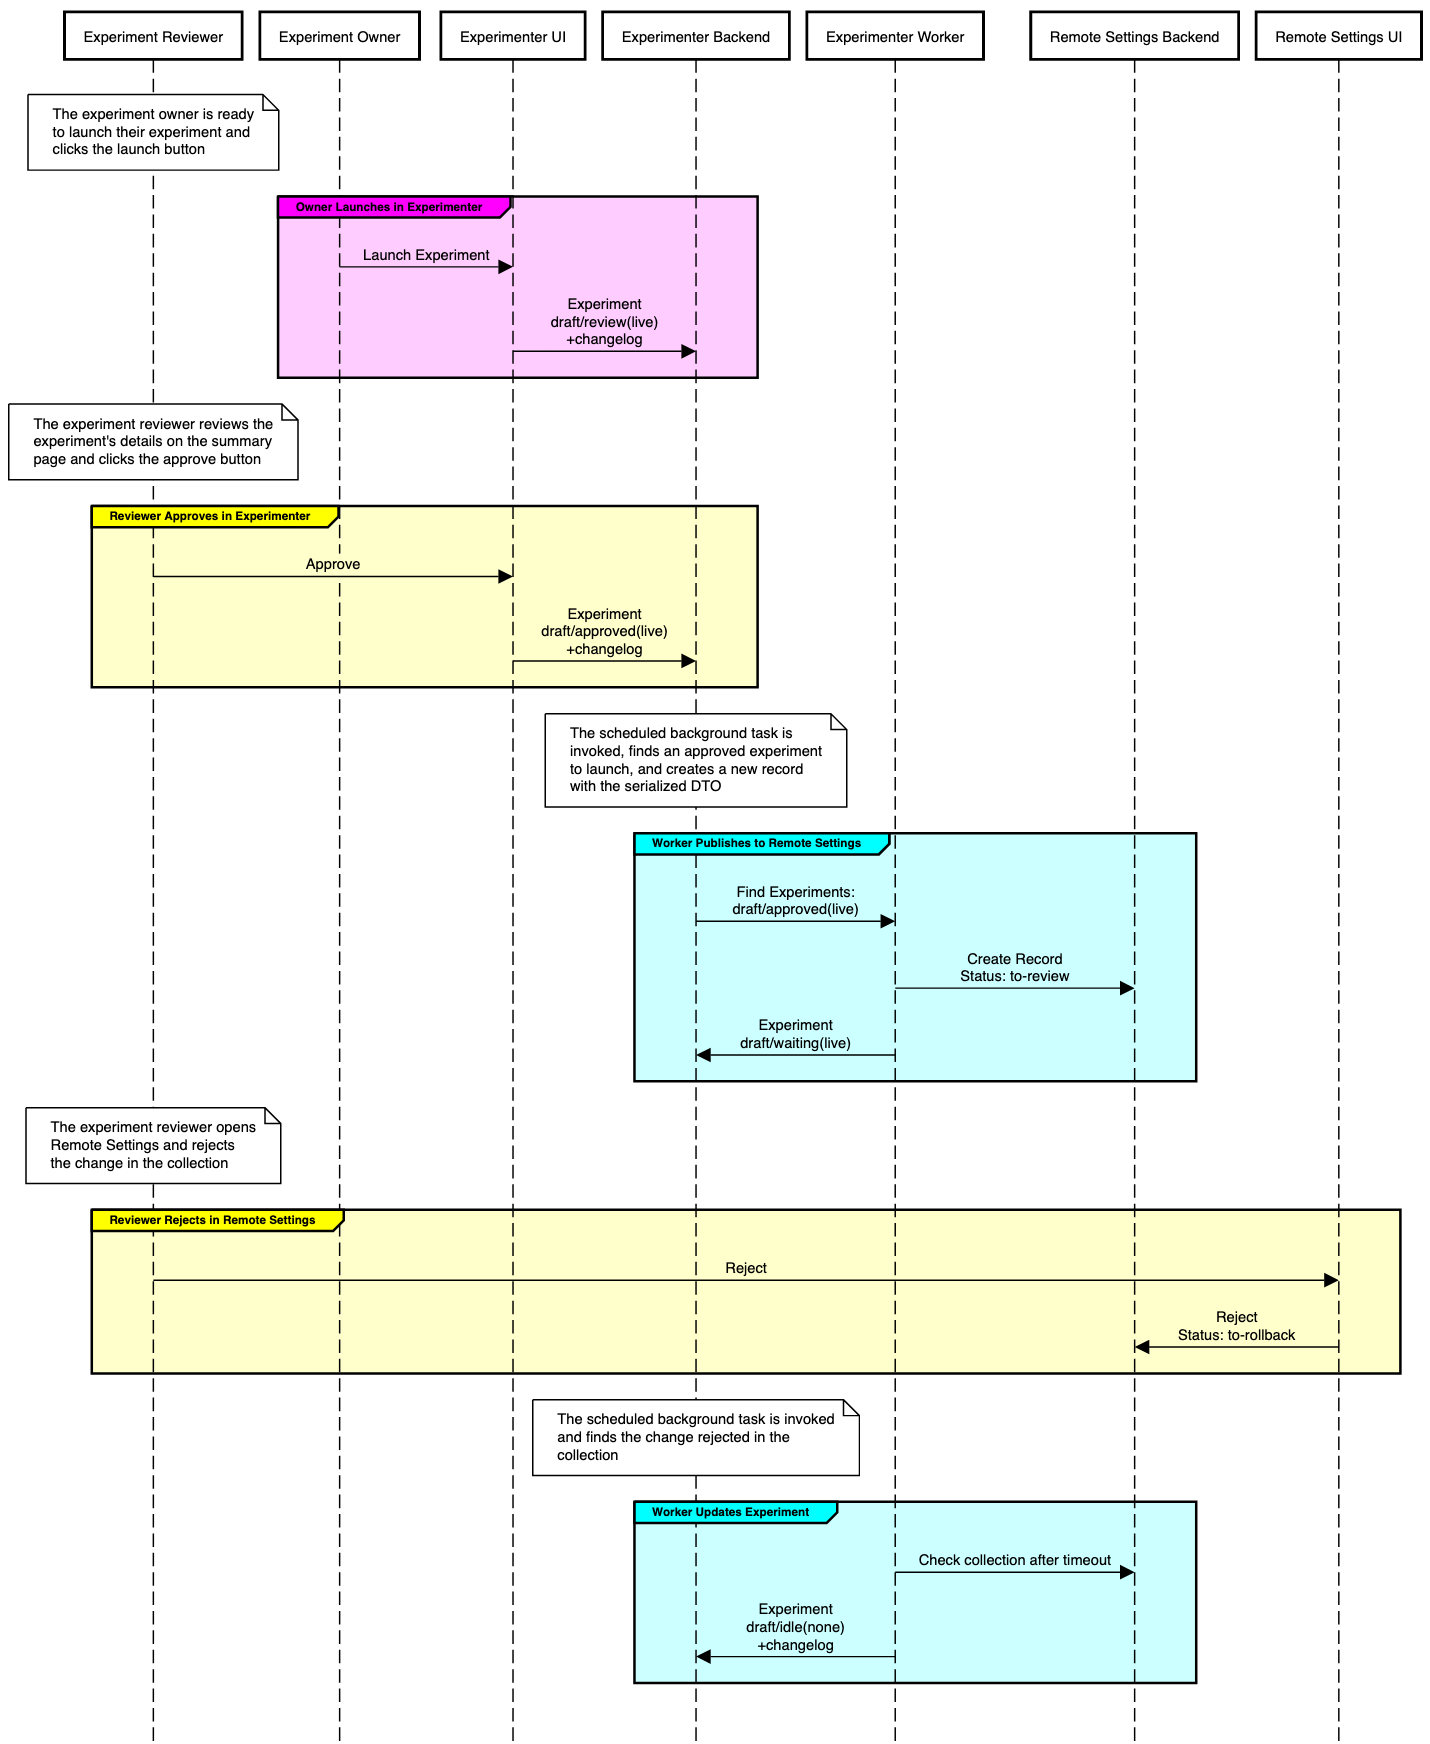 Experiment Reviewer
Experiment Owner
Experimenter UI
Experimenter Backend
Experimenter Worker
Remote Settings Backend
Remote Settings UI
The experiment owner is ready
to launch their experiment and
clicks the launch button
Owner Launches in Experimenter
Launch Experiment
Experiment
draft/review(live)
+changelog
The experiment reviewer reviews the
experiment's details on the summary
page and clicks the approve button
Reviewer Approves in Experimenter
Approve
Experiment
draft/approved(live)
+changelog
The scheduled background task is
invoked, finds an approved experiment
to launch, and creates a new record
with the serialized DTO
Worker Publishes to Remote Settings
Find Experiments:
draft/approved(live)
Create Record
Status: to-review
Experiment
draft/waiting(live)
The experiment reviewer opens
Remote Settings and rejects
the change in the collection
Reviewer Rejects in Remote Settings
Reject
Reject
Status: to-rollback
The scheduled background task is invoked
and finds the change rejected in the
collection
Worker Updates Experiment
Check collection after timeout
Experiment
draft/idle(none)
+changelog